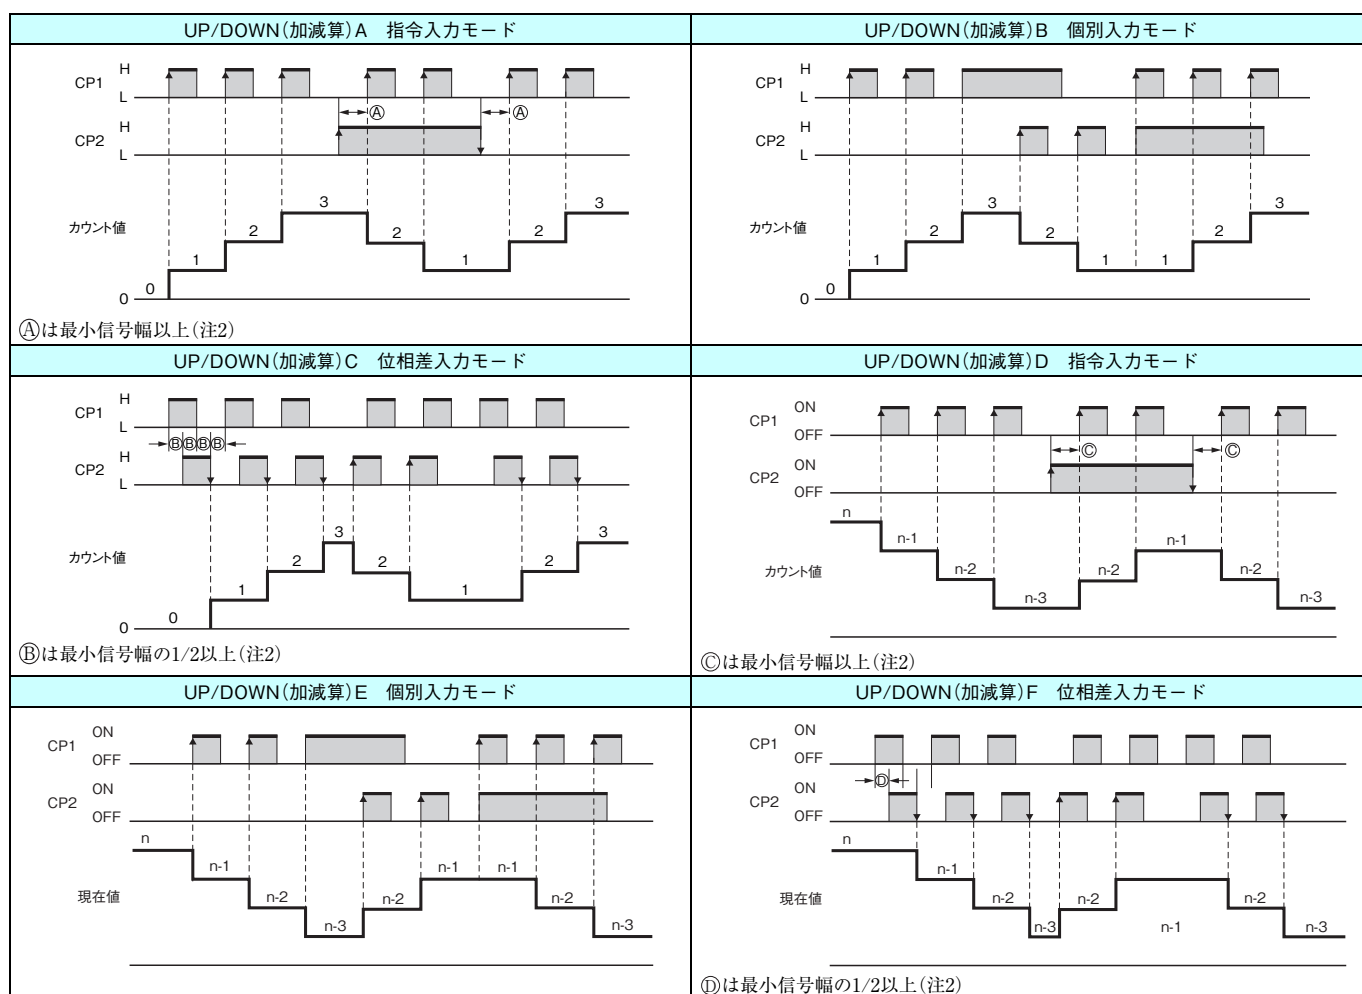 UP/DOWN(加減算)A 指令入力モード
CP1 H
L
Ⓐ Ⓐ
CP2 H
L
カウント値
0 0 1 2 3 2 1 2 3
Ⓐは最小信号幅以上(注2)
UP/DOWN(加減算)B 個別入力モード
CP1 H
L
CP2 H
L
カウント値
0 0 1 2 3 2 1 1 2 3
UP/DOWN(加減算)C 位相差入力モード
CP1 H
L
Ⓑ Ⓑ Ⓑ Ⓑ
CP2 H
L
カウント値
0 0 1 2 3 2 1 2 3
Ⓑは最小信号幅の1/2以上(注2)
UP/DOWN(加減算)D 指令入力モード
CP1 ON
OFF
Ⓒ Ⓒ
CP2 ON
OFF
カウント値
n n-1 n-2 n-3 n-2 n-1 n-2 n-3
Ⓒは最小信号幅以上(注2)
UP/DOWN(加減算)E 個別入力モード
CP1 ON
OFF
CP2 ON
OFF
現在値
n n-1 n-2 n-3 n-2 n-1 n-1 n-2 n-3
UP/DOWN(加減算)F 位相差入力モード
CP1 ON
OFF
Ⓓ
CP2 ON
OFF
現在値
n n-1 n-2 n-3 n-2 n-1 n-2 n-3
Ⓓは最小信号幅の1/2以上(注2)